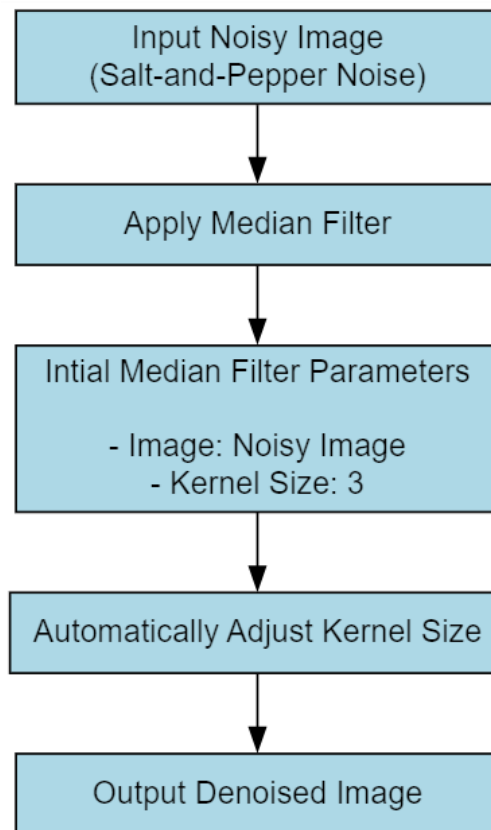 Input Noisy Image
(Salt-and-Pepper Noise)
Apply Median Filter
Intial Median Filter Parameters
- Image: Noisy Image
- Kernel Size: 3
Automatically Adjust Kernel Size
Output Denoised Image